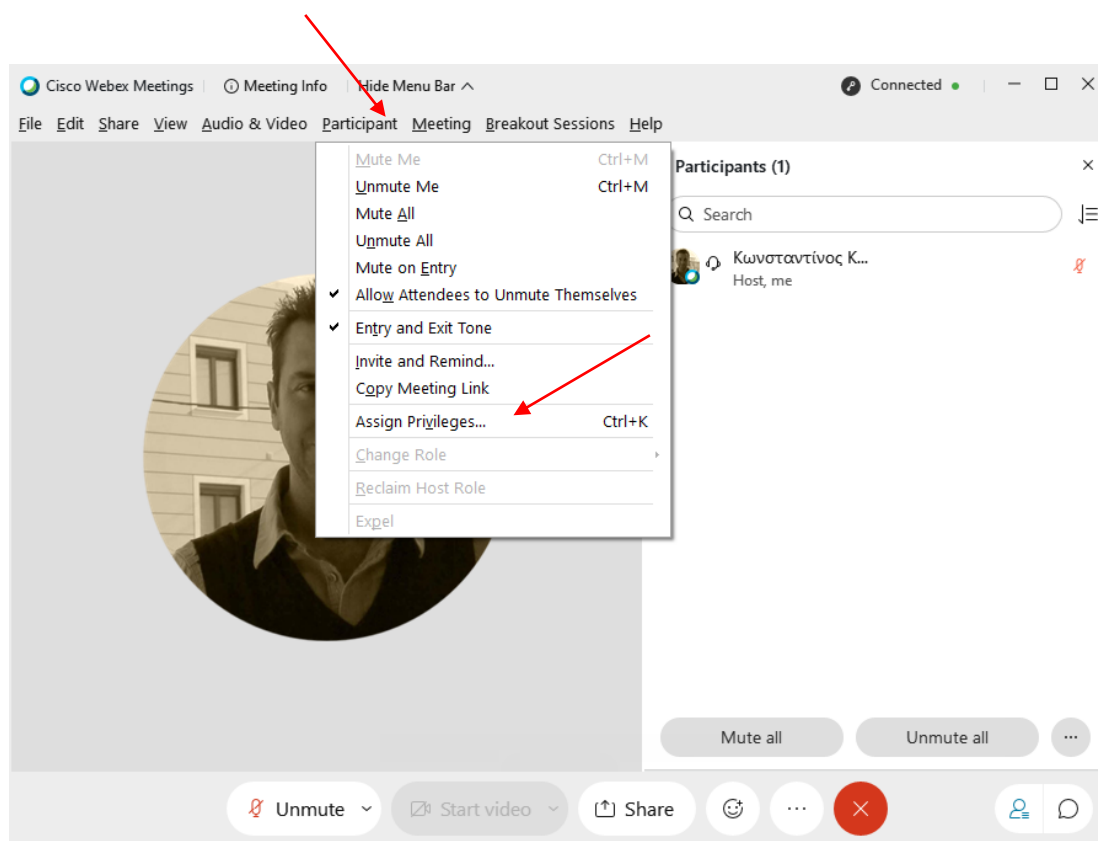 Cisco Webex Meetings Meeting Info Hide Menu Bar Connected
File Edit Share View Audio & Video Participant Meeting Breakout Sessions Help
Mute Me Ctrl+M
Unmute Me Ctrl+M
Mute All
Unmute All
Mute on Entry
Allow Attendees to Unmute Themselves
Entry and Exit Tone
Invite and Remind...
Copy Meeting Link
Assign Privileges... Ctrl+K
Change Role
Reclaim Host Role
Expel
Participants (1)
Search
Κωνσταντίνος Κ...
Host, me
Mute all Unmute all
Unmute Start video Share